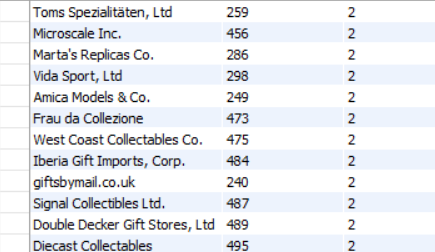 Toms Spezialitäten, Ltd 259 2
Microscale Inc. 456 2
Marta's Replicas Co. 286 2
Vida Sport, Ltd 298 2
Amica Models & Co. 249 2
Frau da Collezione 473 2
West Coast Collectables Co. 475 2
Iberia Gift Imports, Corp. 484 2
giftsbymail.co.uk 240 2
Signal Collectibles Ltd. 487 2
Double Decker Gift Stores, Ltd 489 2
Diecast Collectables 495 2